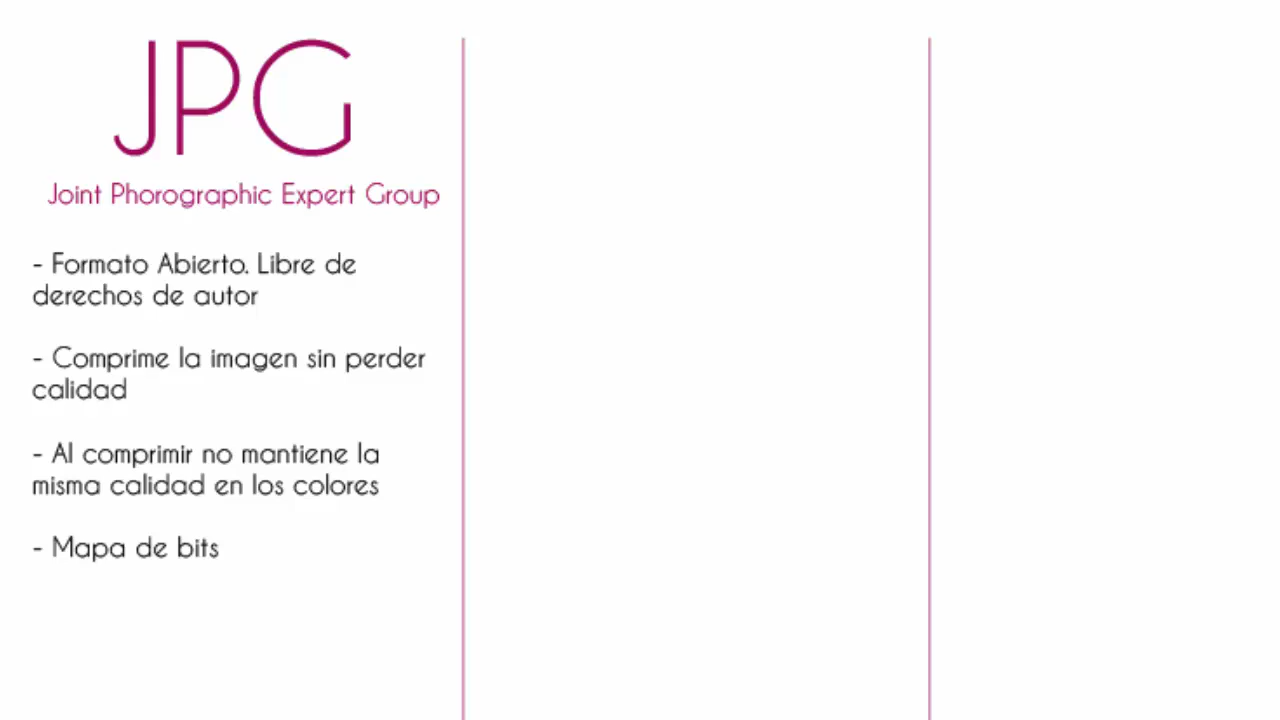 JPG
Joint Phorographic Expert Group
- Formato Abierto. Libre de
derechos de autor
- Comprime la imagen sin perder
calidad
- Al comprimir no mantiene la
misma calidad en los colores
- Mapa de bits